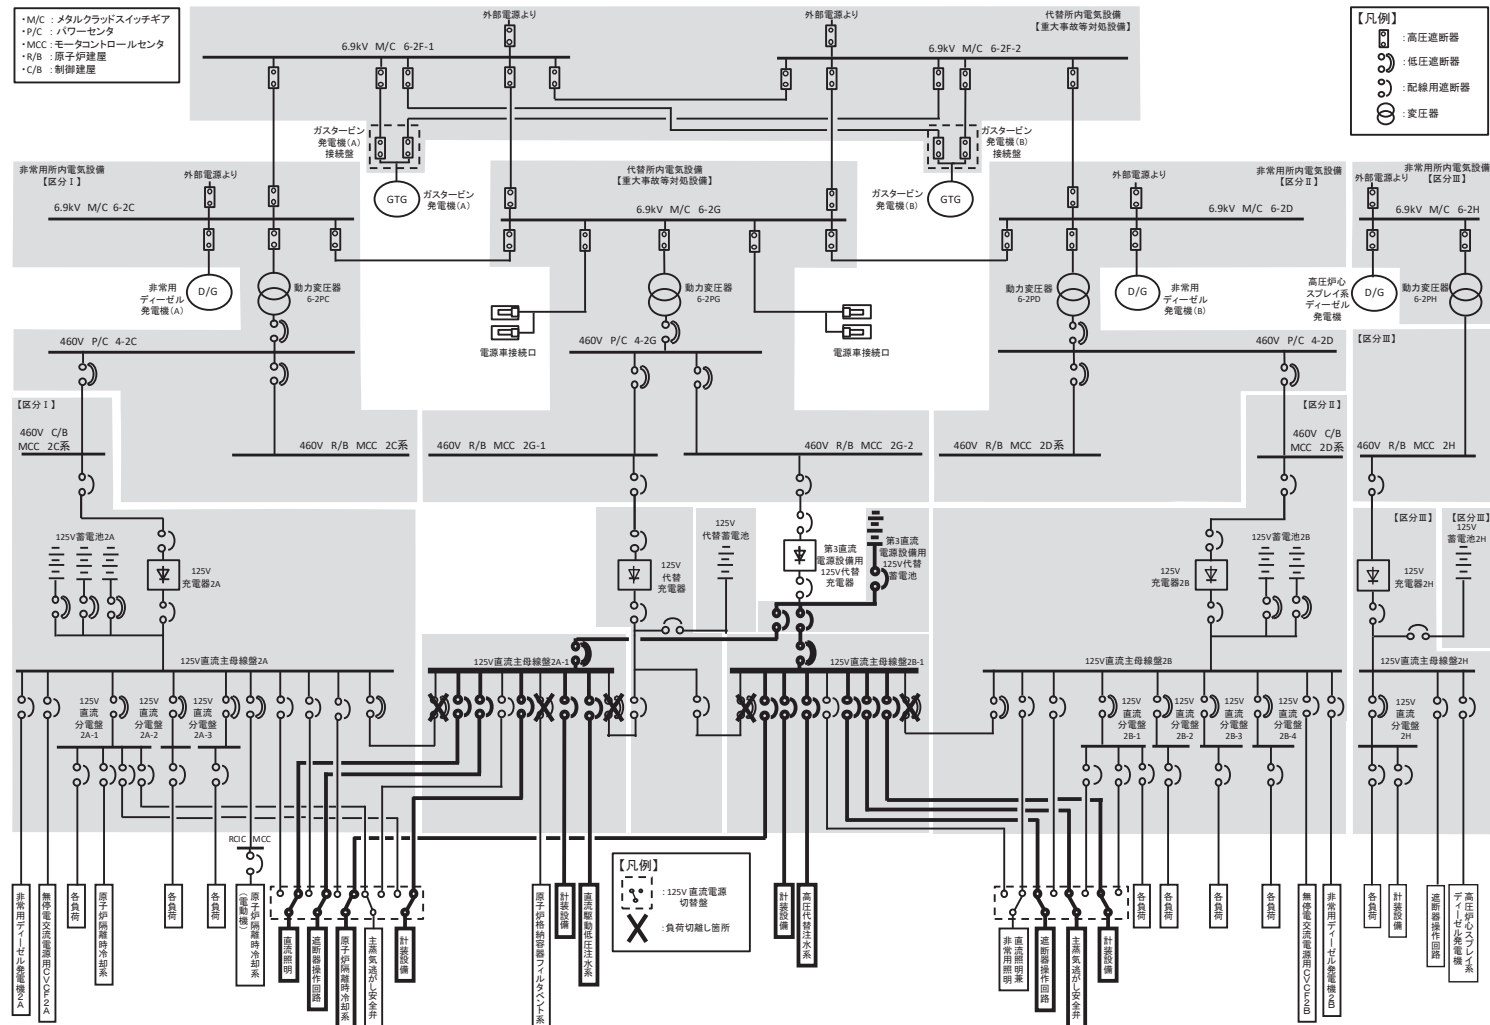 ・M/C ： メタルクラッドスイッチギア
・P/C ： パワーセンタ
・MCC：モータコントロールセンタ
・R/B ：原子炉建屋
・C/B ：制御建屋
外部電源より
外部電源より
代替所内電気設備
【重大事故等対処設備】
【凡例】
：高圧遮断器
：低圧遮断器
：配線用遮断器
：変圧器
6.9kV M/C 6-2F-1
6.9kV M/C 6-2F-2
ガスタービン
発電機(A)
接続盤
ガスタービン
発電機(B)
接続盤
GTG
ガスタービン
発電機(A)
ガスタービン
発電機(B)
GTG
非常用所内電気設備
【区分Ⅰ】
外部電源より
6.9kV M/C 6-2C
代替所内電気設備
【重大事故等対処設備】
6.9kV M/C 6-2G
外部電源より
非常用所内電気設備
【区分Ⅱ】
6.9kV M/C 6-2D
非常用所内電気設備
【区分Ⅲ】
外部電源より
6.9kV M/C 6-2H
非常用
ディーゼル
発電機(A)
D/G
動力変圧器
6-2PC
動力変圧器
6-2PG
動力変圧器
6-2PD
D/G
非常用
ディーゼル
発電機(B)
高圧炉心
スプレイ系
ディーゼル
発電機
D/G
動力変圧器
6-2PH
電源車接続口
電源車接続口
460V P/C 4-2C
460V P/C 4-2G
460V P/C 4-2D
【区分Ⅲ】
【区分Ⅰ】
460V C/B
MCC 2C系
460V R/B MCC 2C系
460V R/B MCC 2G-1
460V R/B MCC 2G-2
460V R/B MCC 2D系
【区分Ⅱ】
460V C/B
MCC 2D系
460V R/B MCC 2H
125V蓄電池2A
125V
充電器2A
125V
代替
充電器
125V
代替蓄電池
第3直流
電源設備用
125V代替
充電器
第3直流
電源設備用
125V代替
蓄電池
125V
充電器2B
125V蓄電池2B
【区分Ⅲ】
125V
充電器2H
【区分Ⅲ】
125V
蓄電池2H
125V直流主母線盤2A
125V直流主母線盤2A-1
125V直流主母線盤2B-1
125V直流主母線盤2B
125V直流主母線盤2H
125V
直流
分電盤
2A-1
125V
直流
分電盤
2A-2
125V
直流
分電盤
2A-3
125V
直流
分電盤
2B-1
125V
直流
分電盤
2B-2
125V
直流
分電盤
2B-3
125V
直流
分電盤
2B-4
125V
直流
分電盤
2H
RCIC MCC
【凡例】
：125V 直流電源
切替盤
：負荷切離し箇所
非常用ディーゼル発電機2A
無停電交流電源用CVCF2A
各負荷
原子炉隔離時冷却系
各負荷
各負荷
原子炉隔離時冷却系
(電動機)
直流照明
遮断器操作回路
原子炉隔離時冷却系
主蒸気逃がし安全弁
計装設備
原子炉格納容器フィルタベント系
計装設備
直流駆動低圧注水系
計装設備
高圧代替注水系
直流照明兼
非常用照明
遮断器操作回路
主蒸気逃がし安全弁
計装設備
各負荷
各負荷
各負荷
各負荷
無停電交流電源用CVCF2B
非常用ディーゼル発電機2B
各負荷
計装設備
遮断器操作回路
高圧炉心スプレイ系
ディーゼル発電機